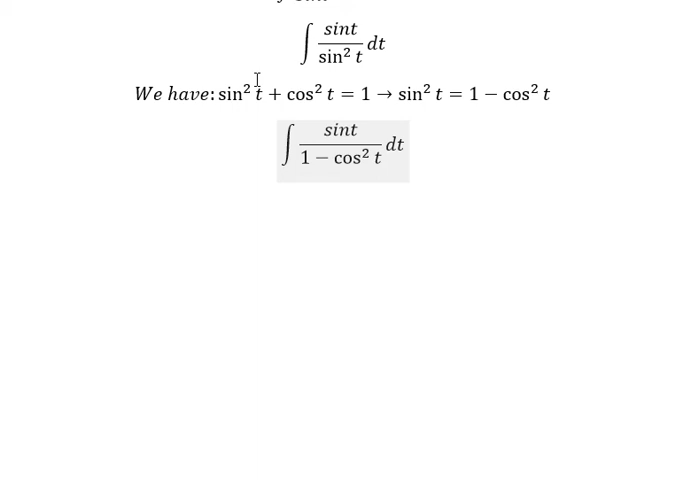 ∫ sint / sin² t dt
We have: sin² t + cos² t = 1 → sin² t = 1 − cos² t
∫ sint / 1 − cos² t dt